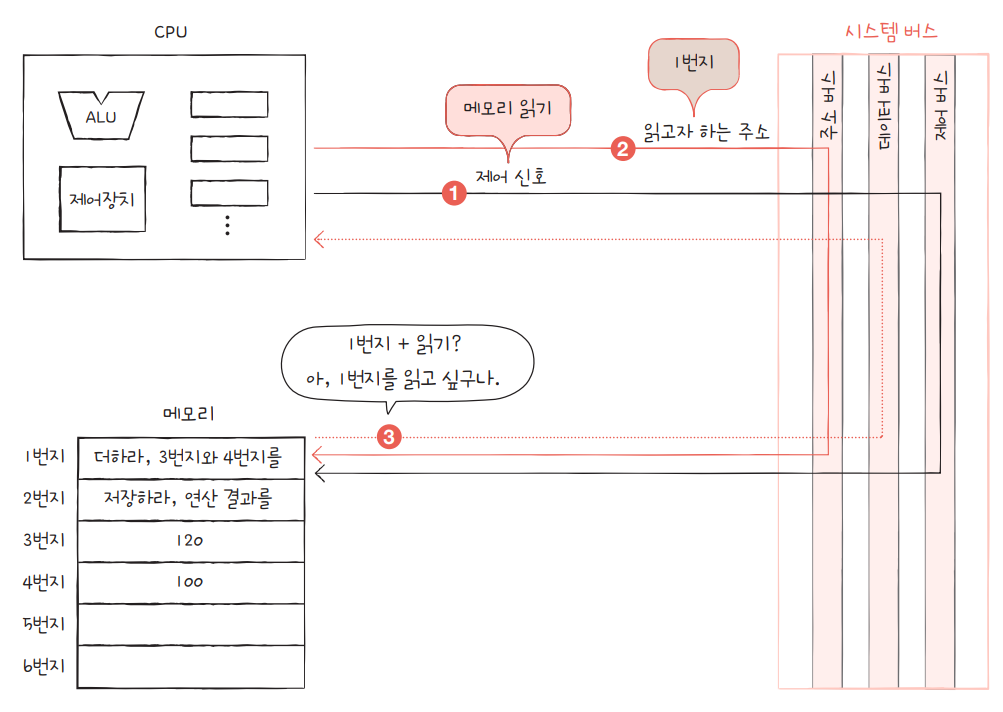 CPU
시스템 버스
ALU
제어장치
메모리 읽기
1번지
읽고자 하는 주소
2
제어 신호
1
주소 버스
데이터 버스
제어 버스
1번지 + 읽기?
아, 1번지를 읽고 싶구나.
3
메모리
1번지 더하라, 3번지와 4번지를
2번지 저장하라, 연산 결과를
3번지 120
4번지 100
5번지
6번지